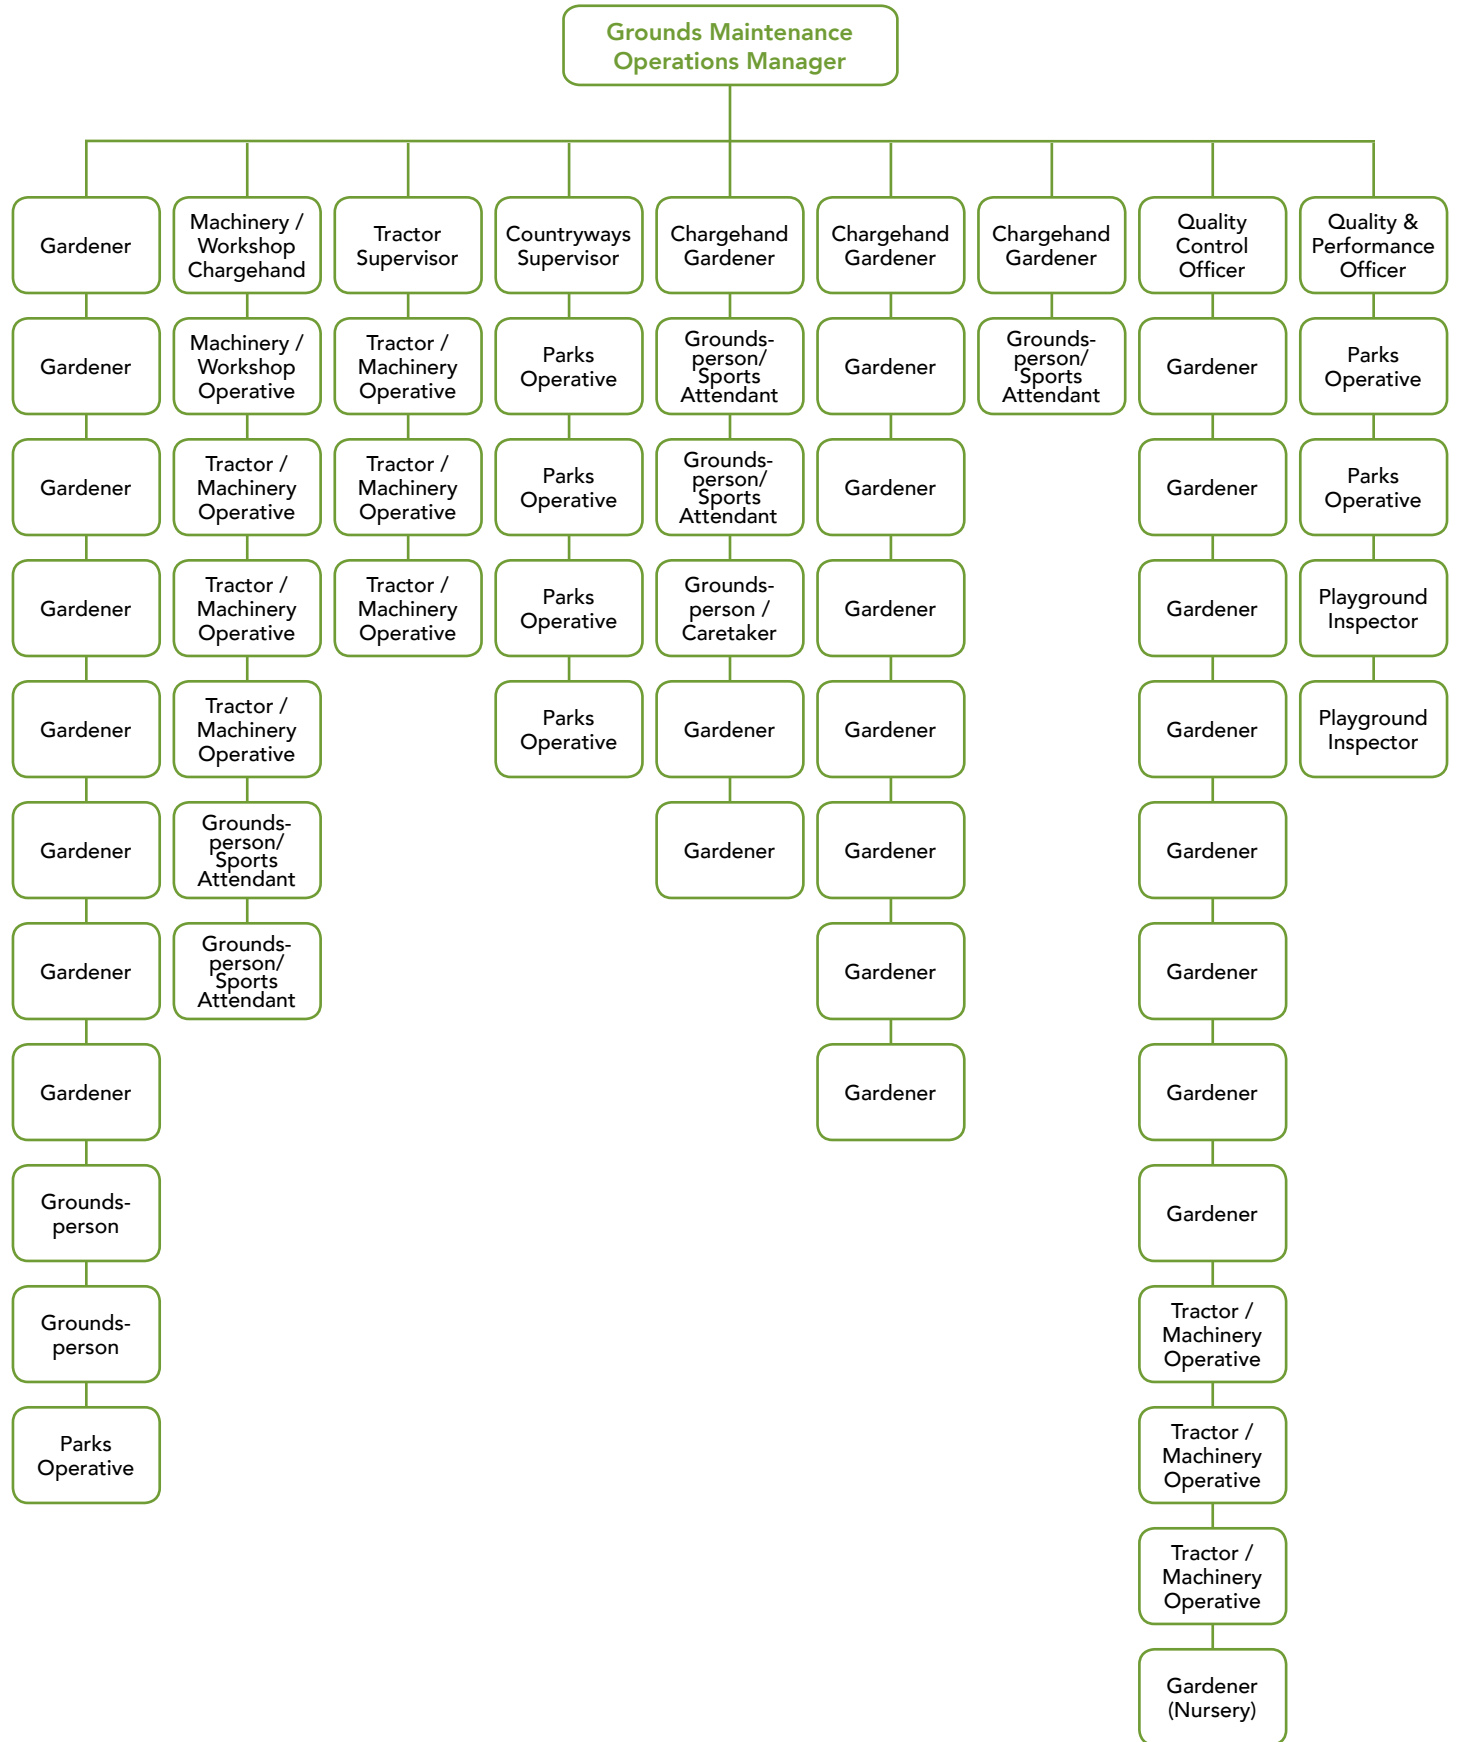 Grounds Maintenance
Operations Manager
Gardener
Gardener
Gardener
Gardener
Gardener
Gardener
Gardener
Gardener
Grounds-
person
Grounds-
person
Parks
Operative
Machinery /
Workshop
Chargehand
Machinery /
Workshop
Operative
Tractor /
Machinery
Operative
Tractor /
Machinery
Operative
Tractor /
Machinery
Operative
Grounds-
person/
Sports
Attendant
Grounds-
person/
Sports
Attendant
Tractor
Supervisor
Tractor /
Machinery
Operative
Tractor /
Machinery
Operative
Tractor /
Machinery
Operative
Countryways
Supervisor
Parks
Operative
Parks
Operative
Parks
Operative
Parks
Operative
Chargehand
Gardener
Grounds-
person/
Sports
Attendant
Grounds-
person/
Sports
Attendant
Grounds-
person /
Caretaker
Gardener
Gardener
Chargehand
Gardener
Gardener
Gardener
Gardener
Gardener
Gardener
Gardener
Gardener
Chargehand
Gardener
Grounds-
person/
Sports
Attendant
Quality
Control
Officer
Gardener
Gardener
Gardener
Gardener
Gardener
Gardener
Gardener
Gardener
Tractor /
Machinery
Operative
Tractor /
Machinery
Operative
Tractor /
Machinery
Operative
Gardener
(Nursery)
Quality &
Performance
Officer
Parks
Operative
Parks
Operative
Playground
Inspector
Playground
Inspector